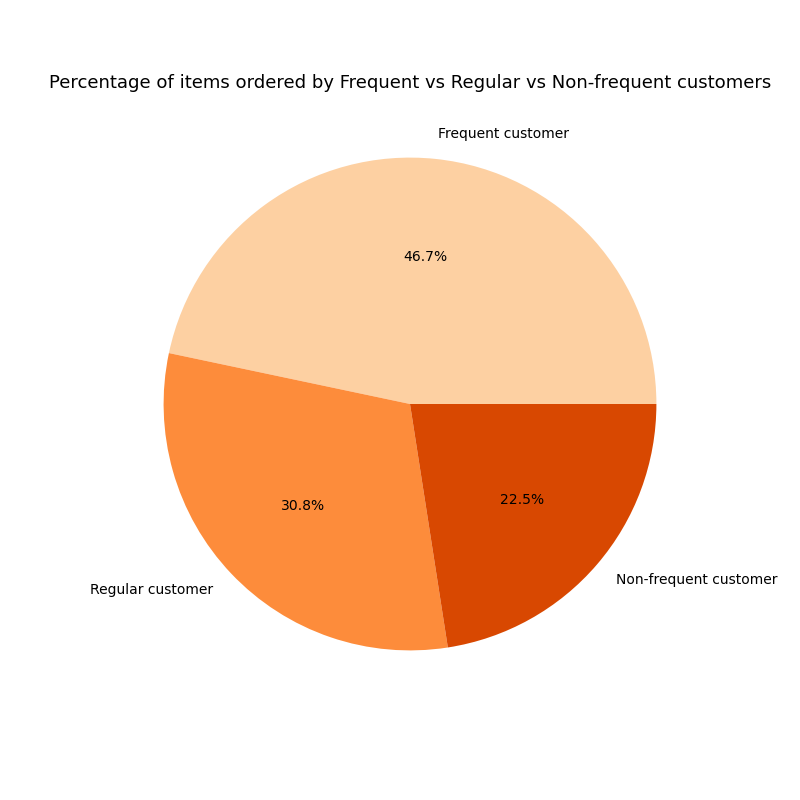 Percentage of items ordered by Frequent vs Regular vs Non-frequent customers
Frequent customer
46.7%
30.8%
22.5%
Regular customer
Non-frequent customer